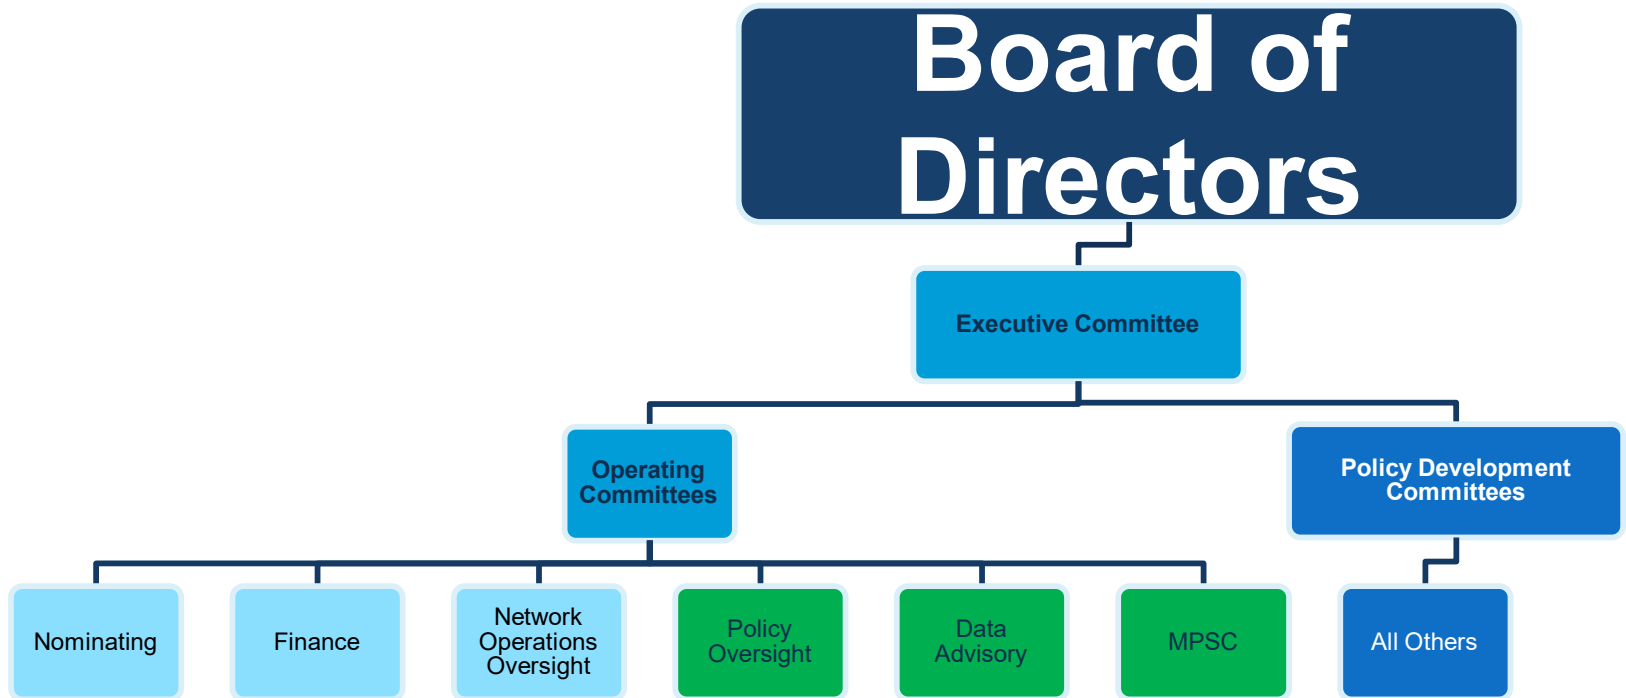 Board of
Directors
Executive Committee
Operating
Committees
Policy Development
Committees
Nominating
Finance
Network
Operations
Oversight
Policy
Oversight
Data
Advisory
MPSC
All Others